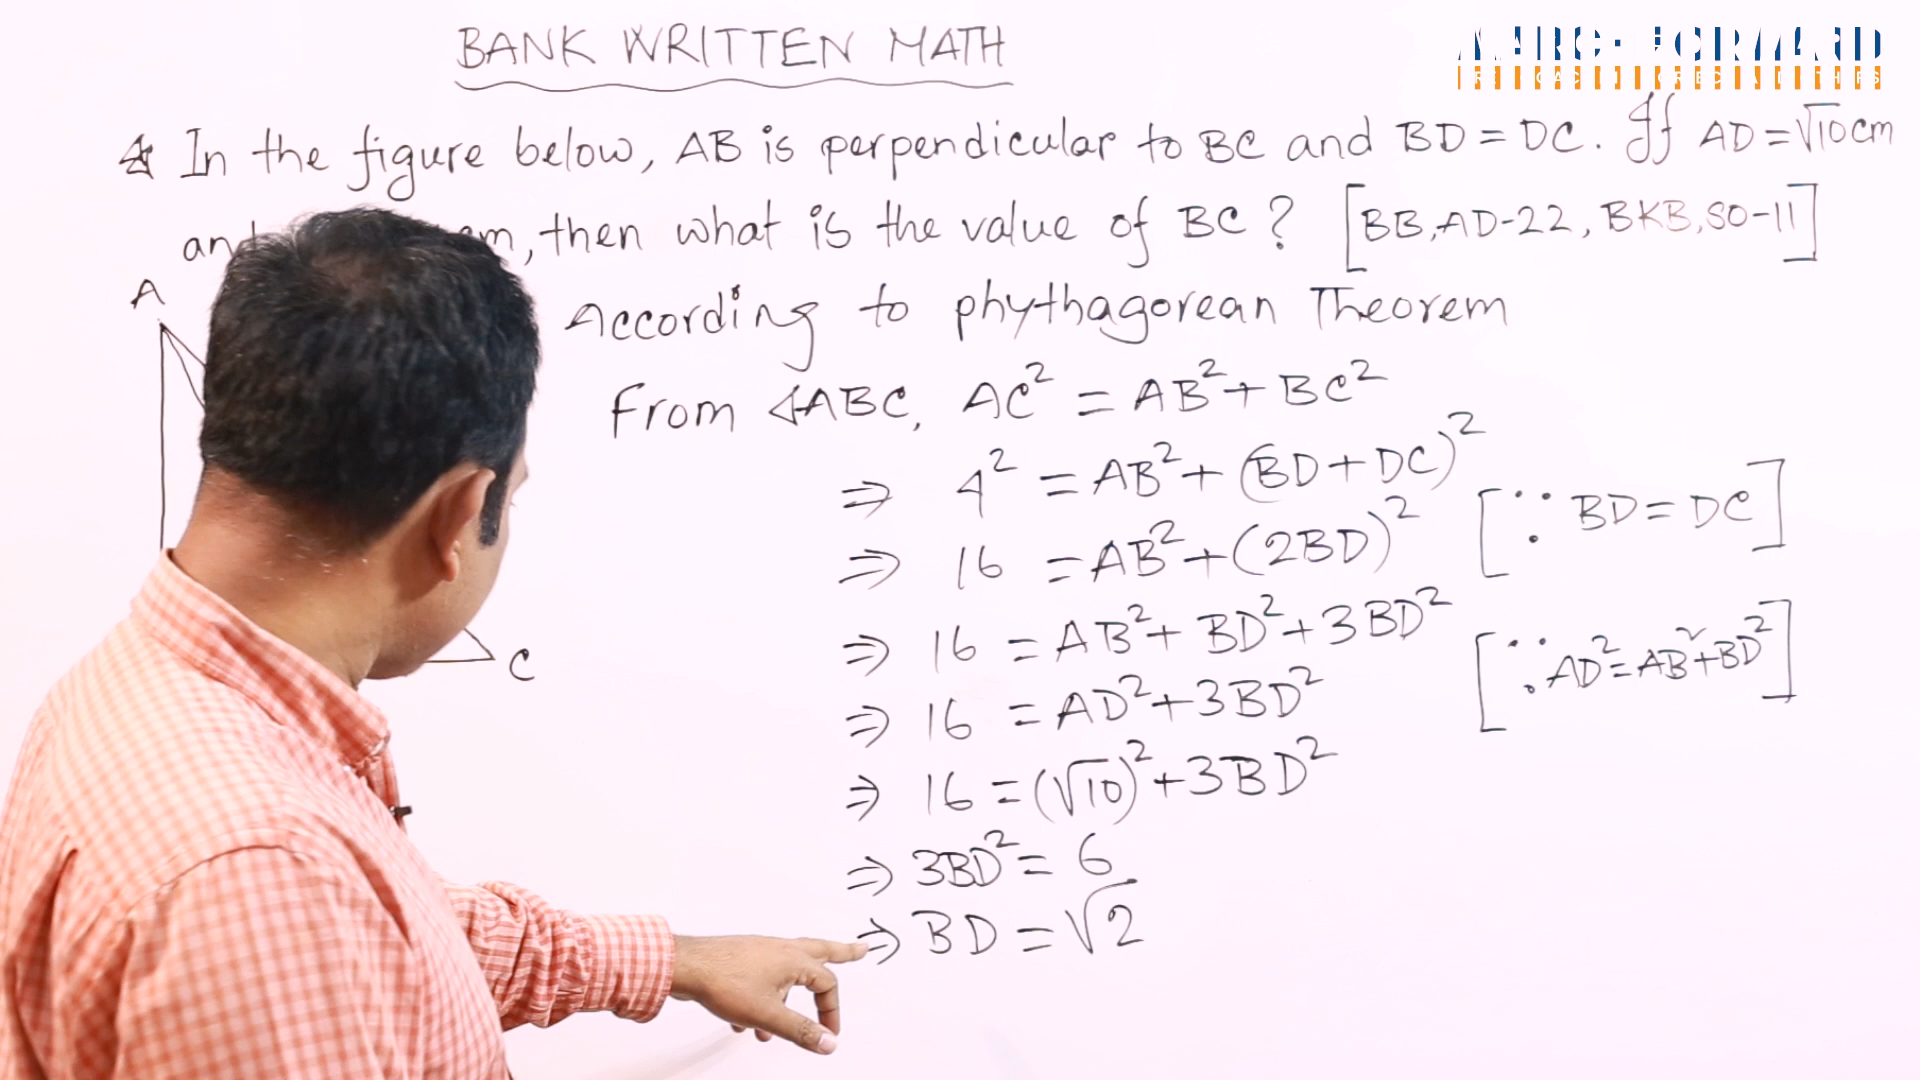 BANK WRITTEN MATH
In the figure below, AB is perpendicular to BC and BD = DC. If AD = √10 cm
then what is the value of BC? [BB,AD-22, BKB,SO-11]
A
According to phythagorean Theorem
From ∢ABC, AC² = AB² + BC²
⇒ 4² = AB² + (BD + DC)²
[∵ BD = DC]
⇒ 16 = AB² + (2BD)²
⇒ 16 = AB² + BD² + 3BD²
[∵ AD² = AB² + BD²]
C
⇒ 16 = AD² + 3BD²
⇒ 16 = (√10)² + 3BD²
⇒ 3BD² = 6
⇒ BD = √2